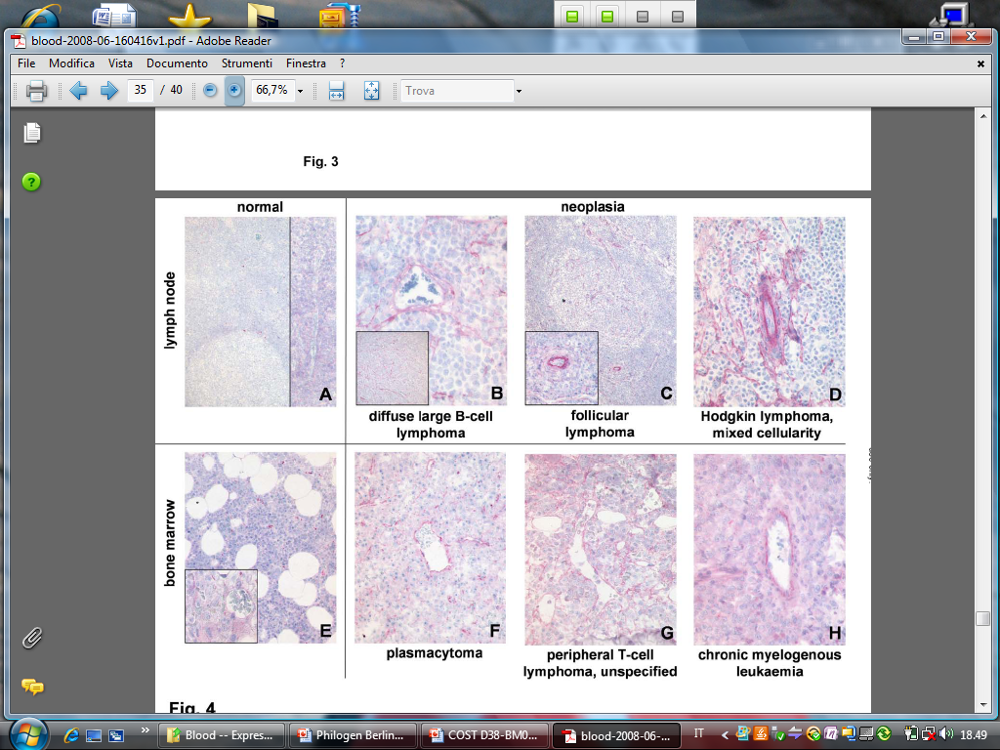 blood-2008-06-160416v1.pdf - Adobe Reader
File Modifica Vista Documento Strumenti Finestra ?
35 / 40 66,7% Trova
Fig. 3
normal neoplasia
lymph node
A B C D
diffuse large B-cell
lymphoma
follicular
lymphoma
Hodgkin lymphoma,
mixed cellularity
bone marrow
E F G H
plasmacytoma
peripheral T-cell
lymphoma, unspecified
chronic myelogenous
leukaemia
Fig. 4
Blood -- Expres... Philogen Berlin... COST D38-BM0... blood-2008-06-... IT 18.49